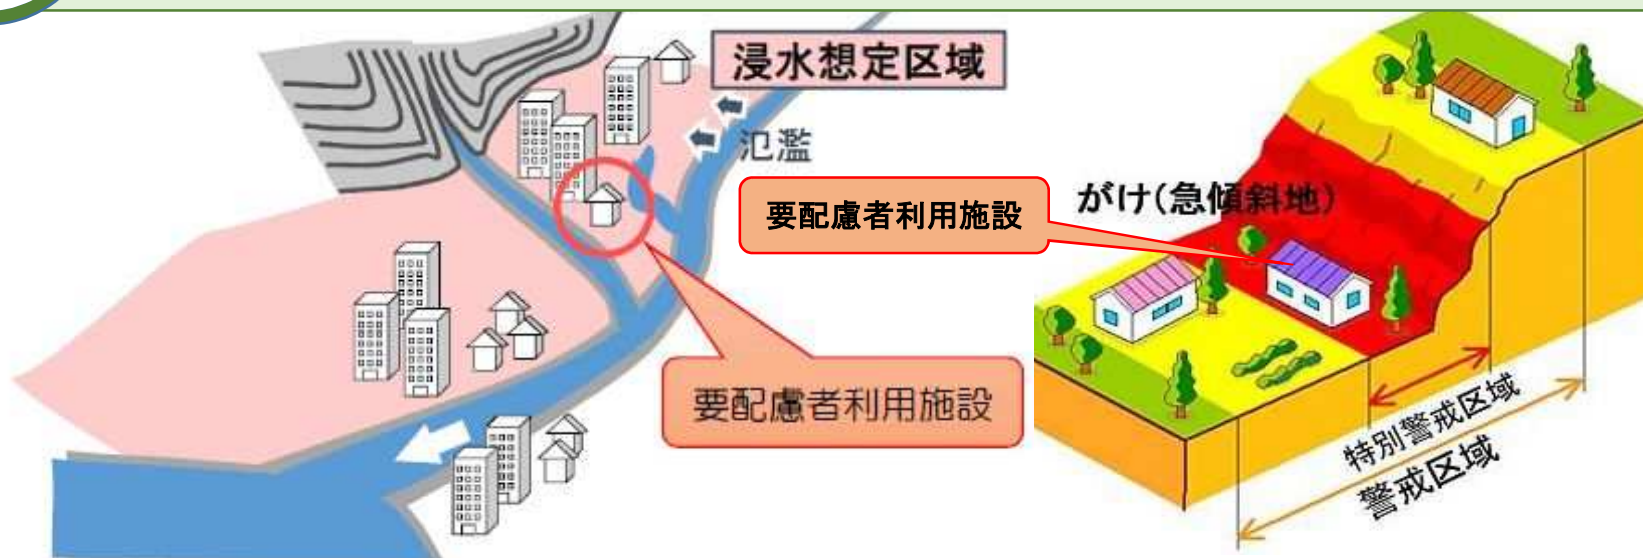 浸水想定区域
氾濫
要配慮者利用施設
要配慮者利用施設
がけ(急傾斜地)
特別警戒区域
警戒区域